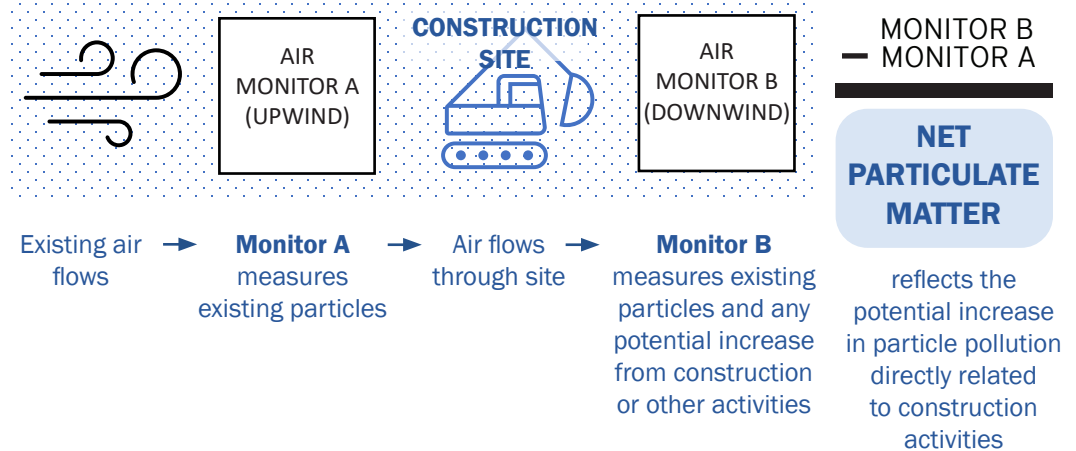 AIR
MONITOR A
(UPWIND)
CONSTRUCTION
SITE
AIR
MONITOR B
(DOWNWIND)
MONITOR B
— MONITOR A
NET
PARTICULATE
MATTER
Existing air
flows
Monitor A
measures
existing particles
Air flows
through site
Monitor B
measures existing
particles and any
potential increase
from construction
or other activities
reflects the
potential increase
in particle pollution
directly related
to construction
activities